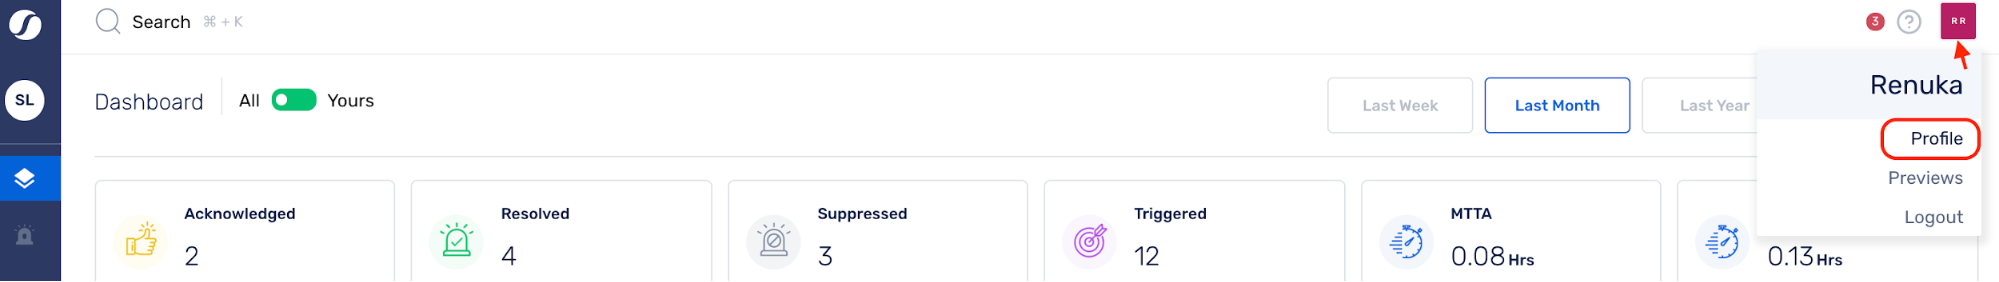 Search ⌘ + K
3
RR
SL
Dashboard
All Yours
Last Week
Last Month
Last Year
Renuka
Profile
Previews
Logout
Acknowledged
2
Resolved
4
Suppressed
3
Triggered
12
MTTA
0.08 Hrs
0.13 Hrs